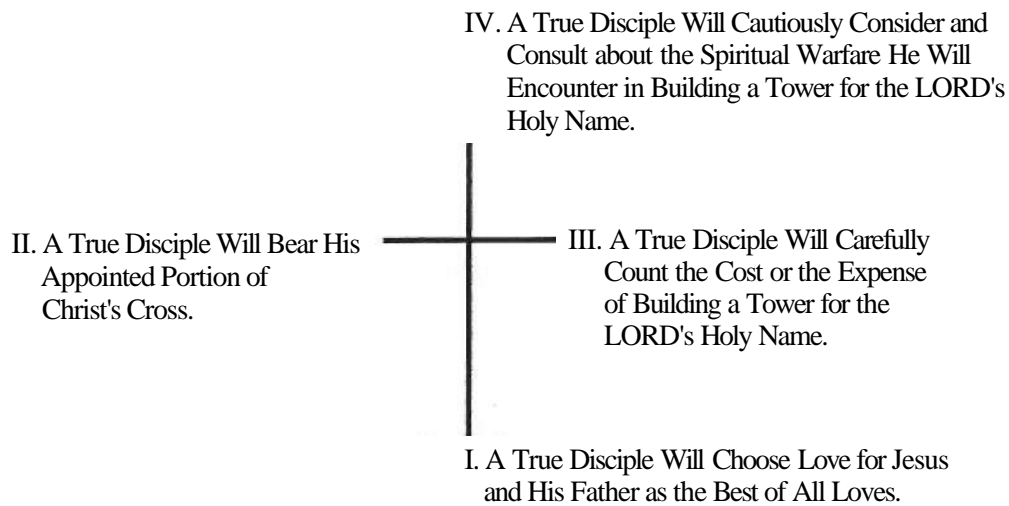 IV. A True Disciple Will Cautiously Consider and
Consult about the Spiritual Warfare He Will
Encounter in Building a Tower for the LORD's
Holy Name.
II. A True Disciple Will Bear His
Appointed Portion of
Christ's Cross.
III. A True Disciple Will Carefully
Count the Cost or the Expense
of Building a Tower for the
LORD's Holy Name.
I. A True Disciple Will Choose Love for Jesus
and His Father as the Best of All Loves.